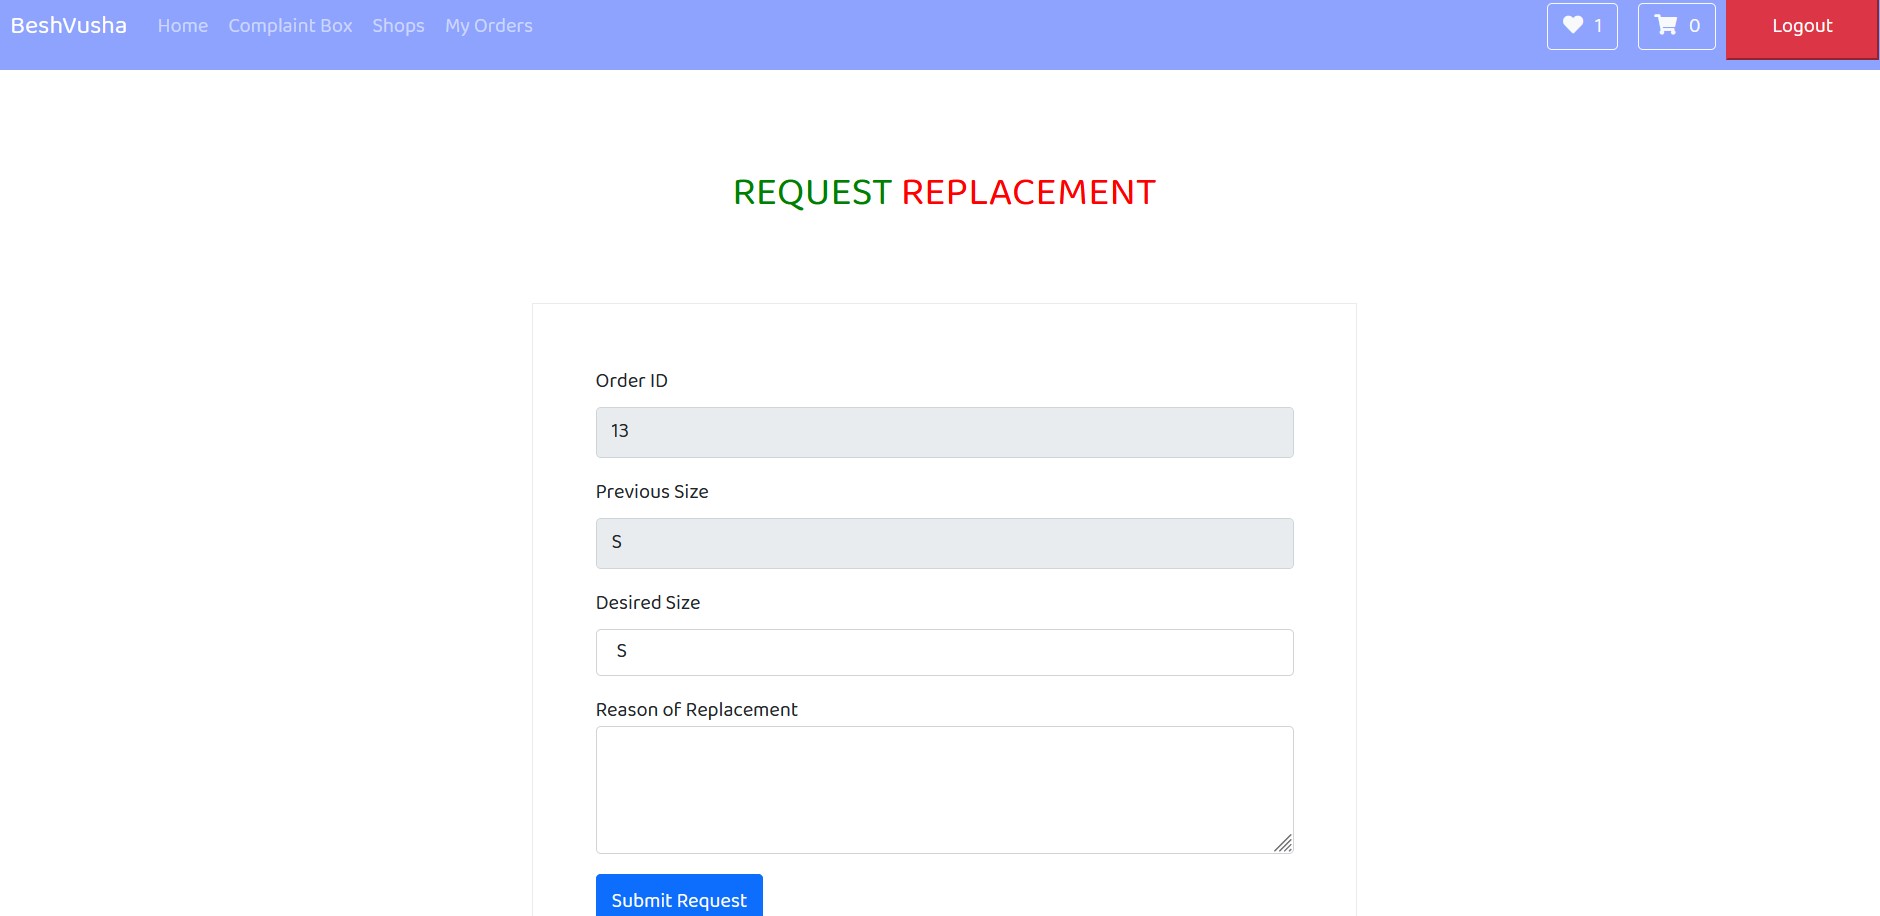 BeshVusha Home Complaint Box Shops My Orders 1 0 Logout
REQUEST REPLACEMENT
Order ID
13
Previous Size
S
Desired Size
S
Reason of Replacement
Submit Request